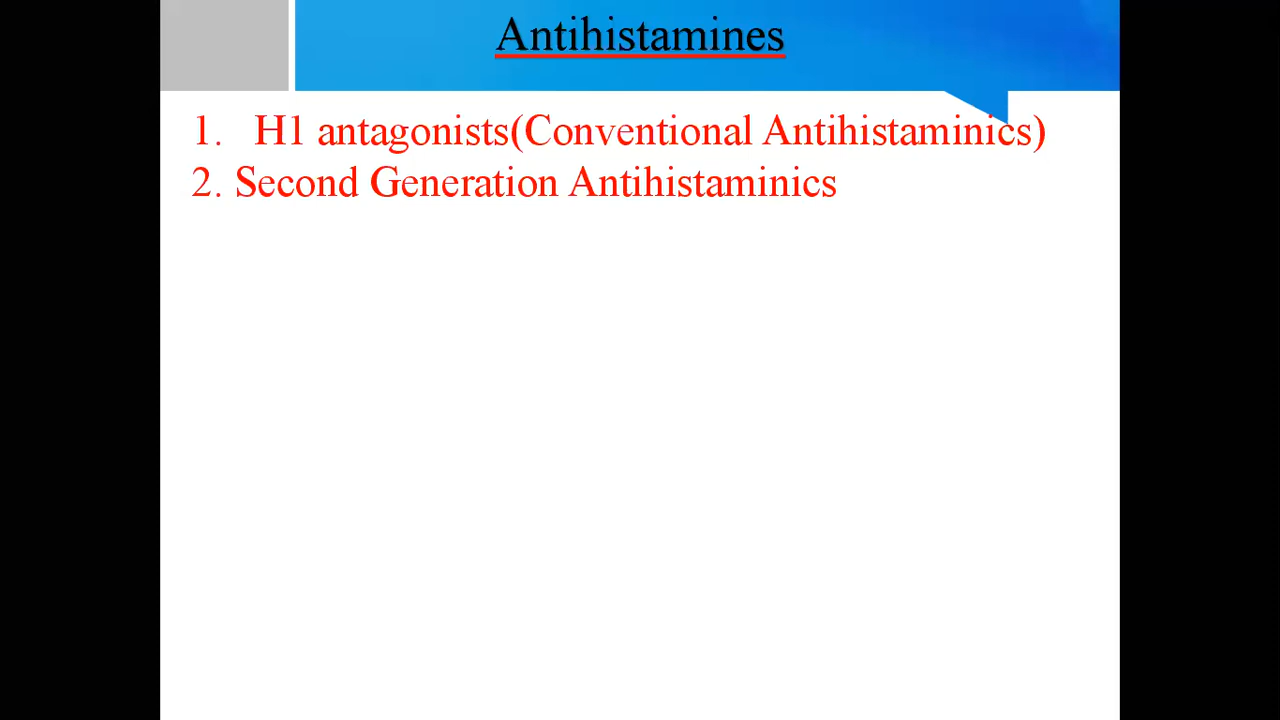 Antihistamines
1. H1 antagonists(Conventional Antihistaminics)
2. Second Generation Antihistaminics